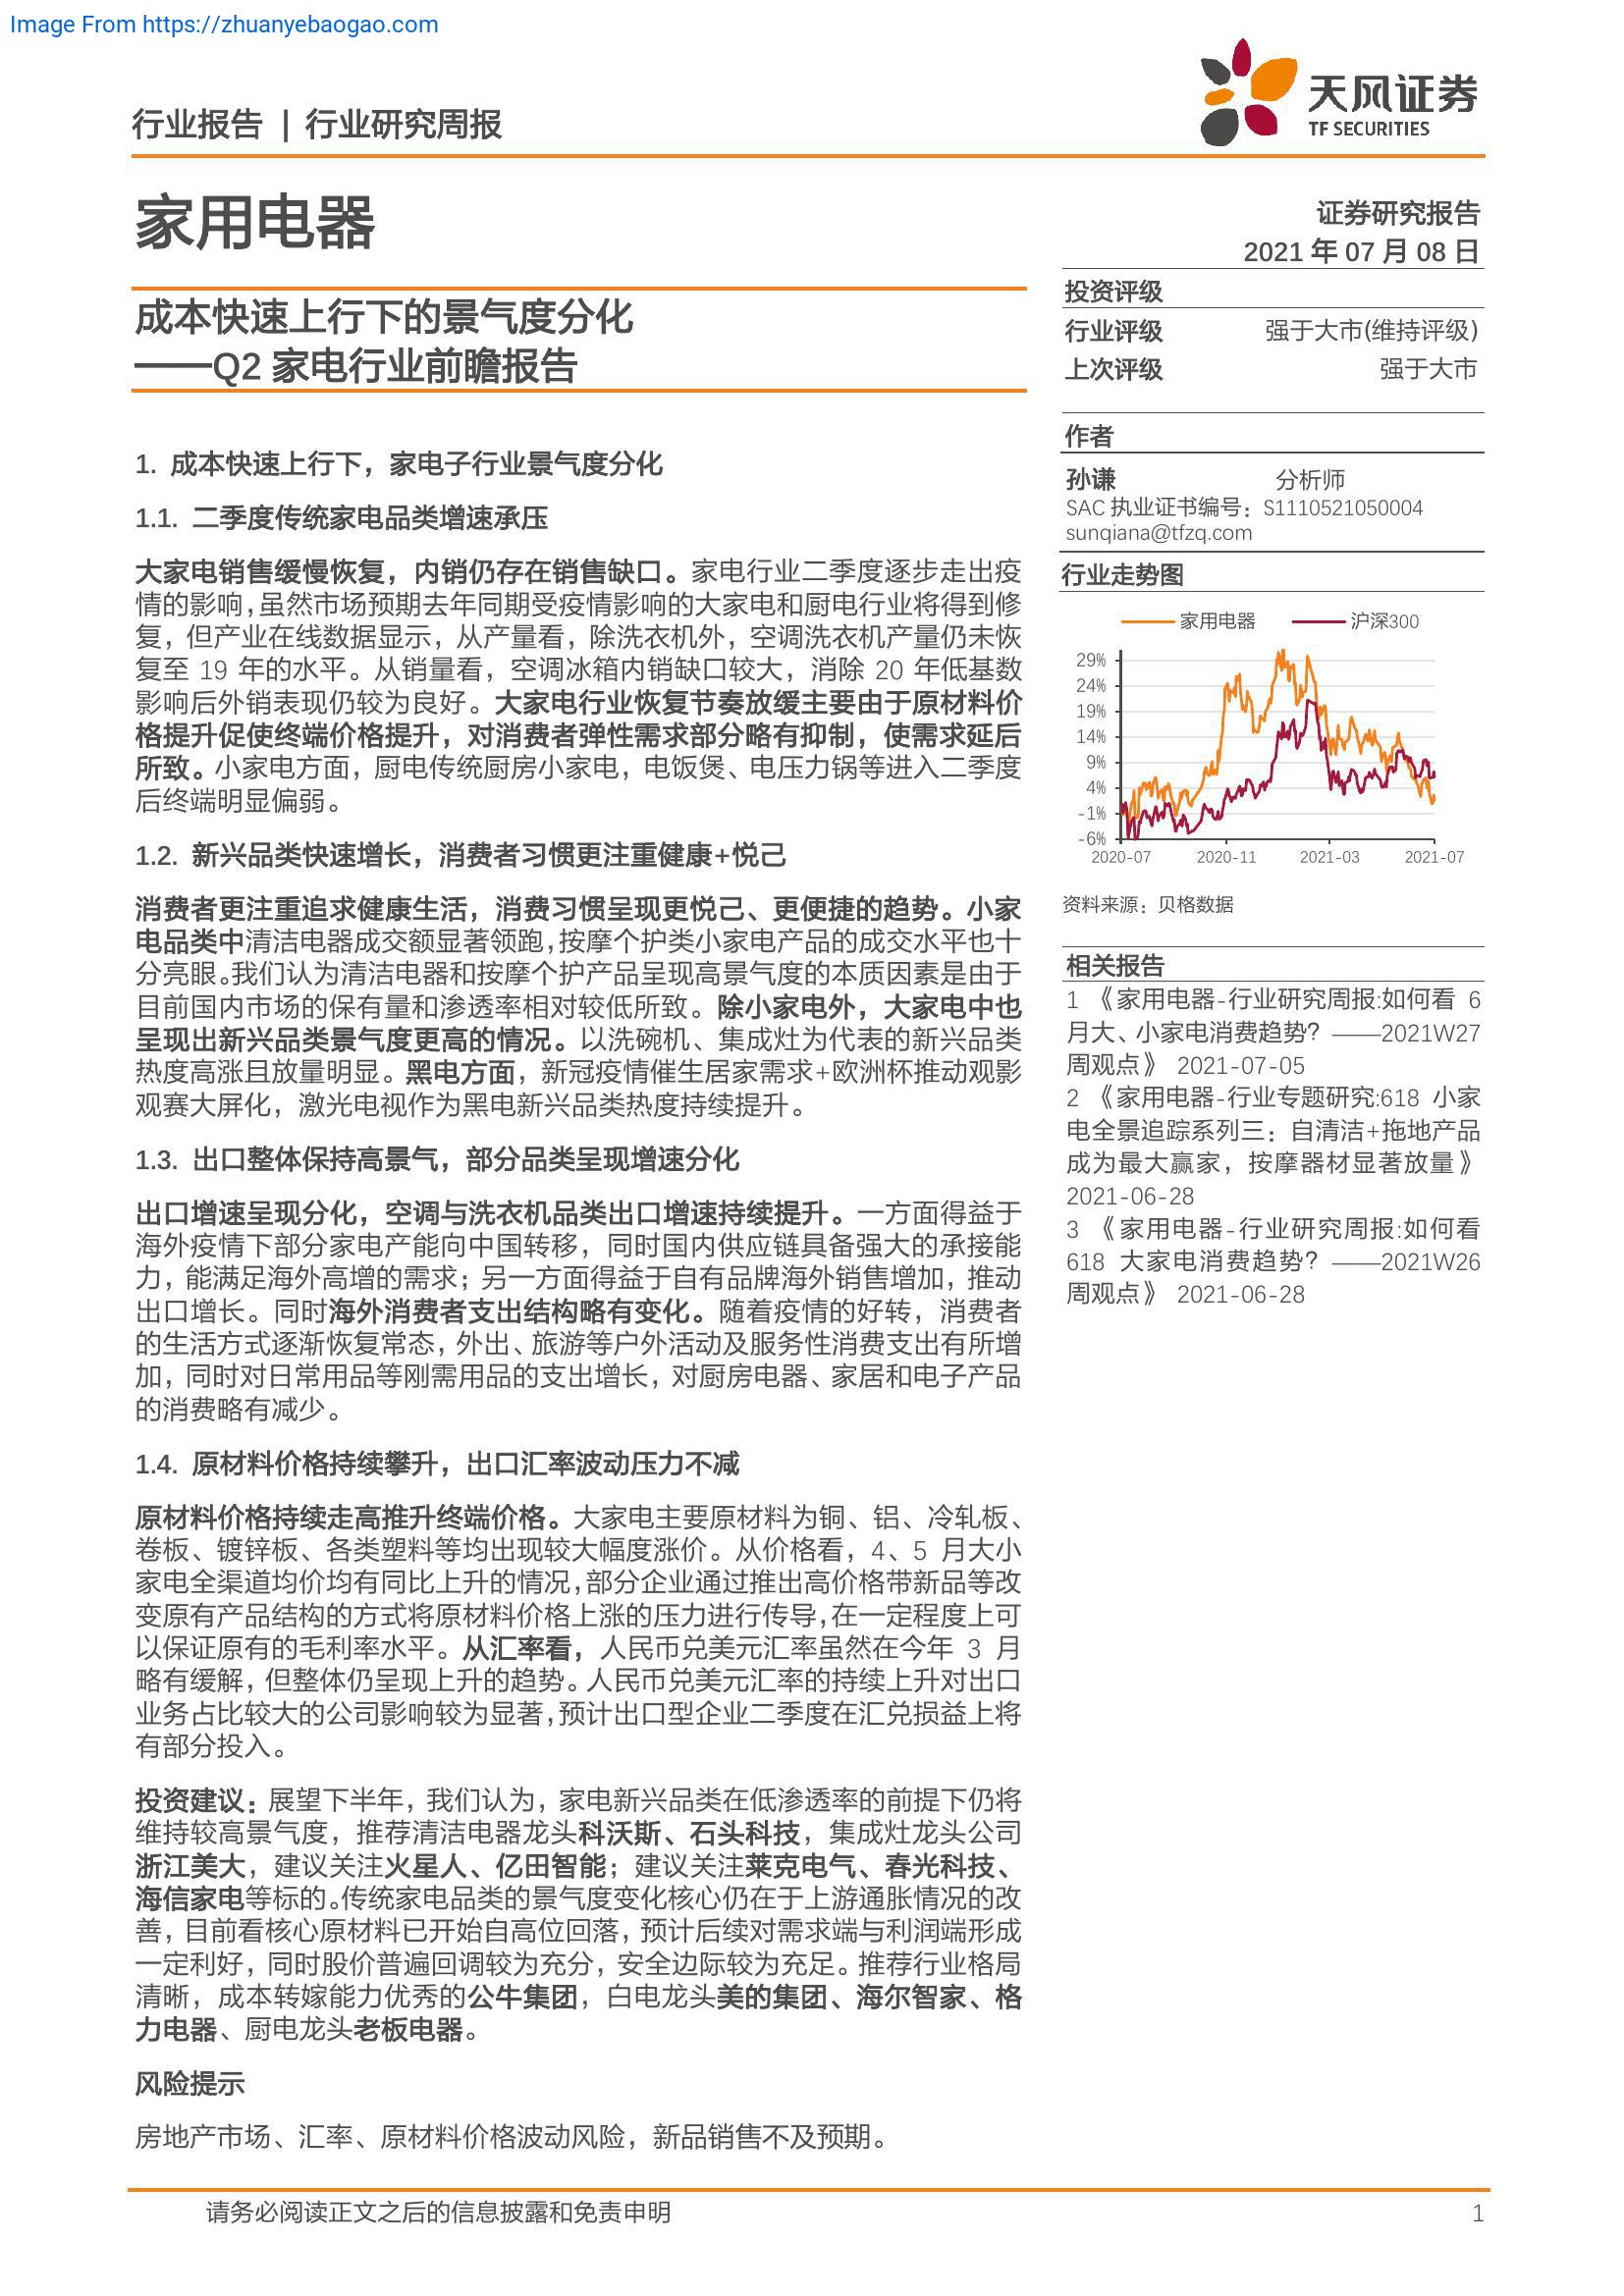 Image From https://zhuanyebaogao.com
行业报告 | 行业研究周报
天风证券
TF SECURITIES
家用电器
证券研究报告
2021 年 07 月 08 日
成本快速上行下的景气度分化
——Q2 家电行业前瞻报告
1. 成本快速上行下，家电子行业景气度分化
1.1. 二季度传统家电品类增速承压
大家电销售缓慢恢复，内销仍存在销售缺口。家电行业二季度逐步走出疫
情的影响，虽然市场预期去年同期受疫情影响的大家电和厨电行业将得到修
复，但产业在线数据显示，从产量看，除洗衣机外，空调洗衣机产量仍未恢
复至 19 年的水平。从销量看，空调冰箱内销缺口较大，消除 20 年低基数
影响后外销表现仍较为良好。大家电行业恢复节奏放缓主要由于原材料价
格提升促使终端价格提升，对消费者弹性需求部分略有抑制，使需求延后
所致。小家电方面，厨电传统厨房小家电，电饭煲、电压力锅等进入二季度
后终端明显偏弱。
1.2. 新兴品类快速增长，消费者习惯更注重健康+悦己
消费者更注重追求健康生活，消费习惯呈现更悦己、更便捷的趋势。小家
电品类中清洁电器成交额显著领跑，按摩个护类小家电产品的成交水平也十
分亮眼。我们认为清洁电器和按摩个护产品呈现高景气度的本质因素是由于
目前国内市场的保有量和渗透率相对较低所致。除小家电外，大家电中也
呈现出新兴品类景气度更高的情况。以洗碗机、集成灶为代表的新兴品类
热度高涨且放量明显。黑电方面，新冠疫情催生居家需求+欧洲杯推动观影
观赛大屏化，激光电视作为黑电新兴品类热度持续提升。
1.3. 出口整体保持高景气，部分品类呈现增速分化
出口增速呈现分化，空调与洗衣机品类出口增速持续提升。一方面得益于
海外疫情下部分家电产能向中国转移，同时国内供应链具备强大的承接能
力，能满足海外高增的需求；另一方面得益于自有品牌海外销售增加，推动
出口增长。同时海外消费者支出结构略有变化。随着疫情的好转，消费者
的生活方式逐渐恢复常态，外出、旅游等户外活动及服务性消费支出有所增
加，同时对日常用品等刚需用品的支出增长，对厨房电器、家居和电子产品
的消费略有减少。
1.4. 原材料价格持续攀升，出口汇率波动压力不减
原材料价格持续走高推升终端价格。大家电主要原材料为铜、铝、冷轧板、
卷板、镀锌板、各类塑料等均出现较大幅度涨价。从价格看，4、5 月大小
家电全渠道均价均有同比上升的情况，部分企业通过推出高价格带新品等改
变原有产品结构的方式将原材料价格上涨的压力进行传导，在一定程度上可
以保证原有的毛利率水平。从汇率看，人民币兑美元汇率虽然在今年 3 月
略有缓解，但整体仍呈现上升的趋势。人民币兑美元汇率的持续上升对出口
业务占比较大的公司影响较为显著，预计出口型企业二季度在汇兑损益上将
有部分投入。
投资建议：展望下半年，我们认为，家电新兴品类在低渗透率的前提下仍将
维持较高景气度，推荐清洁电器龙头科沃斯、石头科技，集成灶龙头公司
浙江美大，建议关注火星人、亿田智能；建议关注莱克电气、春光科技、
海信家电等标的。传统家电品类的景气度变化核心仍在于上游通胀情况的改
善，目前看核心原材料已开始自高位回落，预计后续对需求端与利润端形成
一定利好，同时股价普遍回调较为充分，安全边际较为充足。推荐行业格局
清晰，成本转嫁能力优秀的公牛集团，白电龙头美的集团、海尔智家、格
力电器、厨电龙头老板电器。
风险提示
房地产市场、汇率、原材料价格波动风险，新品销售不及预期。
投资评级
行业评级 强于大市(维持评级)
上次评级 强于大市
作者
孙谦 分析师
SAC 执业证书编号：S1110521050004
sunqiana@tfzq.com
行业走势图
家用电器 沪深300
29%
24%
19%
14%
9%
4%
-1%
-6%
2020-07 2020-11 2021-03 2021-07
资料来源：贝格数据
相关报告
1 《家用电器-行业研究周报:如何看 6
月大、小家电消费趋势？——2021W27
周观点》 2021-07-05
2 《家用电器-行业专题研究:618 小家
电全景追踪系列三：自清洁+拖地产品
成为最大赢家，按摩器材显著放量》
2021-06-28
3 《家用电器-行业研究周报:如何看
618 大家电消费趋势？——2021W26
周观点》 2021-06-28
请务必阅读正文之后的信息披露和免责申明 1